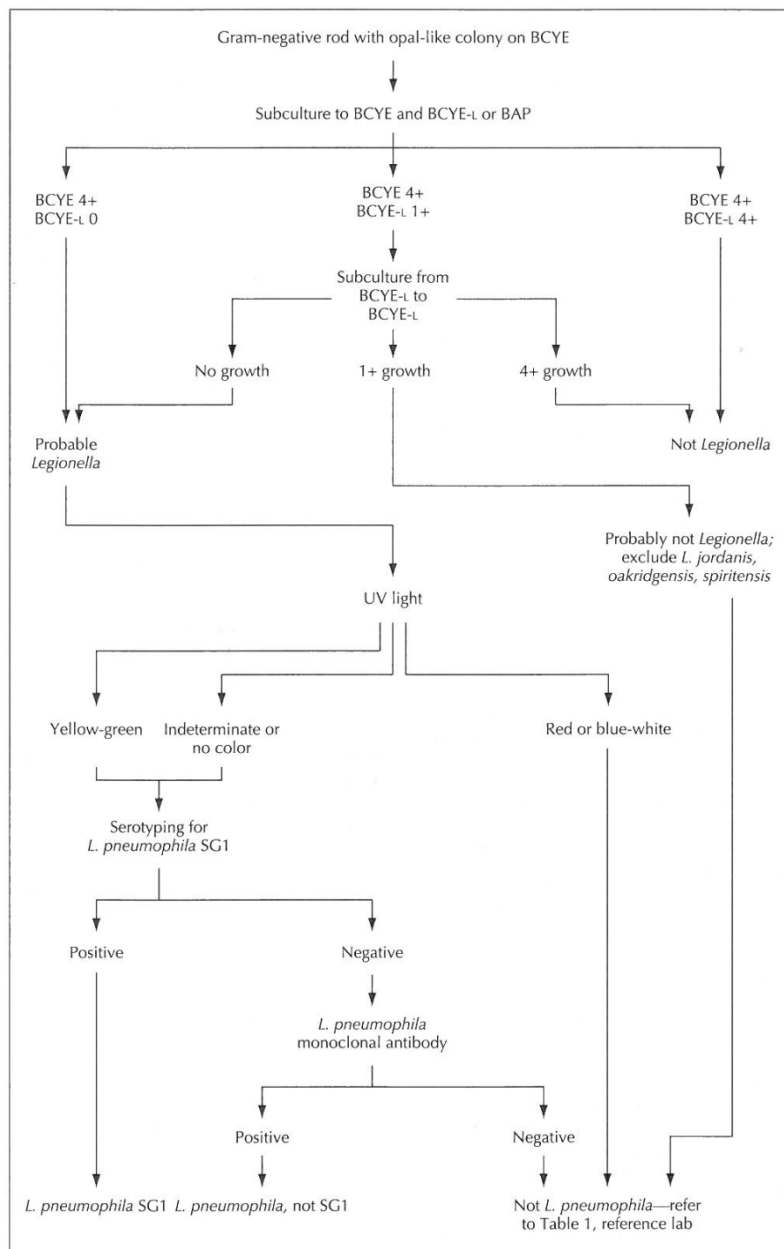 Gram-negative rod with opal-like colony on BCYE
Subculture to BCYE and BCYE-L or BAP
BCYE 4+
BCYE-L 0
BCYE 4+
BCYE-L 1+
BCYE 4+
BCYE-L 4+
Subculture from
BCYE-L to
BCYE-L
No growth
1+ growth
4+ growth
Probable
Legionella
Not Legionella
Probably not Legionella;
exclude L. jordanis,
oakridgensis, spiritensis
UV light
Yellow-green
Indeterminate or
no color
Red or blue-white
Serotyping for
L. pneumophila SG1
Positive
Negative
L. pneumophila
monoclonal antibody
Positive
Negative
L. pneumophila SG1
L. pneumophila, not SG1
Not L. pneumophila—refer
to Table 1, reference lab